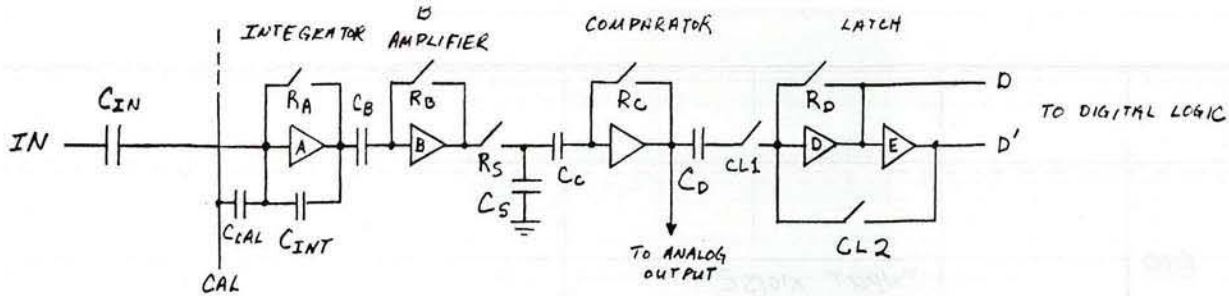 INTEGRATOR
B
AMPLIFIER
COMPARATOR
LATCH
CIN
RA
CB
RB
RC
RD
D
TO DIGITAL LOGIC
IN
A
B
RS
CC
CD
CL1
D
E
D'
CS
CCAL
CINT
CL2
TO ANALOG
OUTPUT
CAL